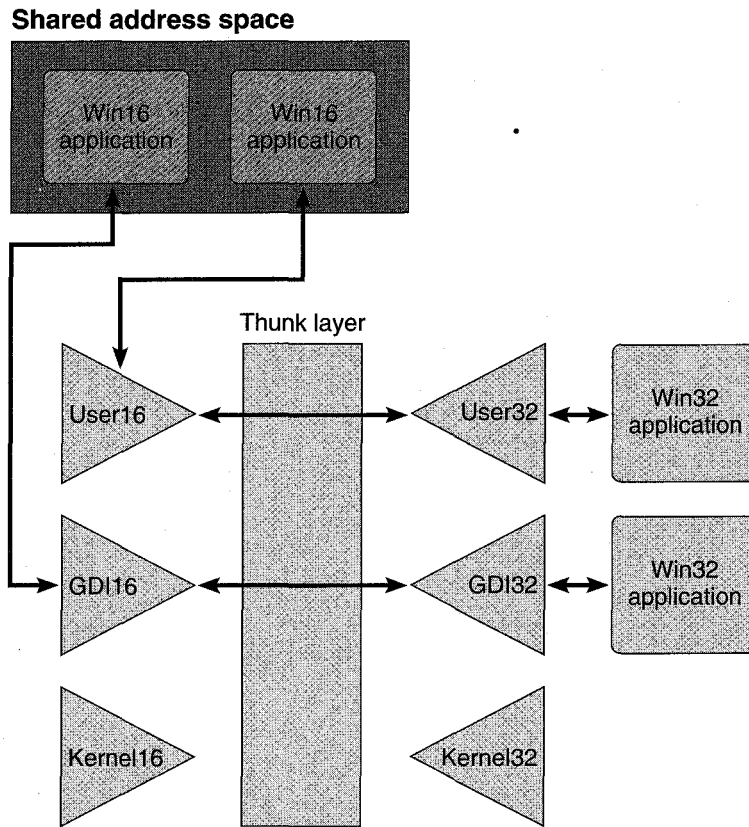 Shared address space
Win16
application
Win16
application
Thunk layer
User16
User32
Win32
application
GDI16
GDI32
Win32
application
Kernel16
Kernel32